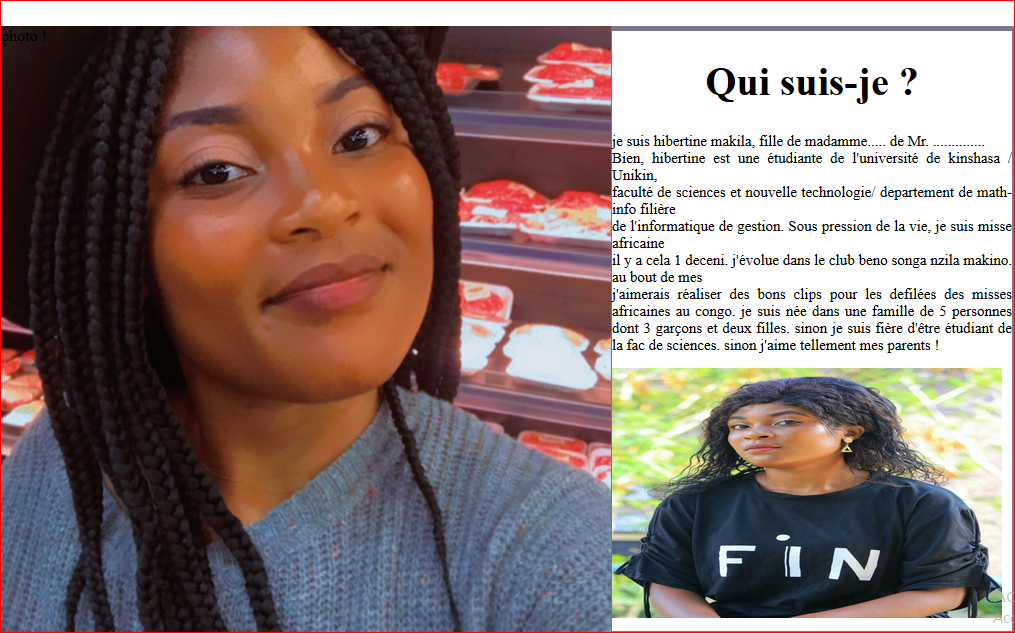 photo !
Qui suis-je ?
je suis hibertine makila, fille de madamme..... de Mr. ..............
Bien, hibertine est une étudiante de l'université de kinshasa /
Unikin,
faculté de sciences et nouvelle technologie/ departement de math-
info filière
de l'informatique de gestion. Sous pression de la vie, je suis misse
africaine
il y a cela 1 deceni. j'évolue dans le club beno songa nzila makino.
au bout de mes
j'aimerais réaliser des bons clips pour les defilées des misses
africaines au congo. je suis née dans une famille de 5 personnes
dont 3 garçons et deux filles. sinon je suis fière d'être étudiant de
la fac de sciences. sinon j'aime tellement mes parents !
FiN